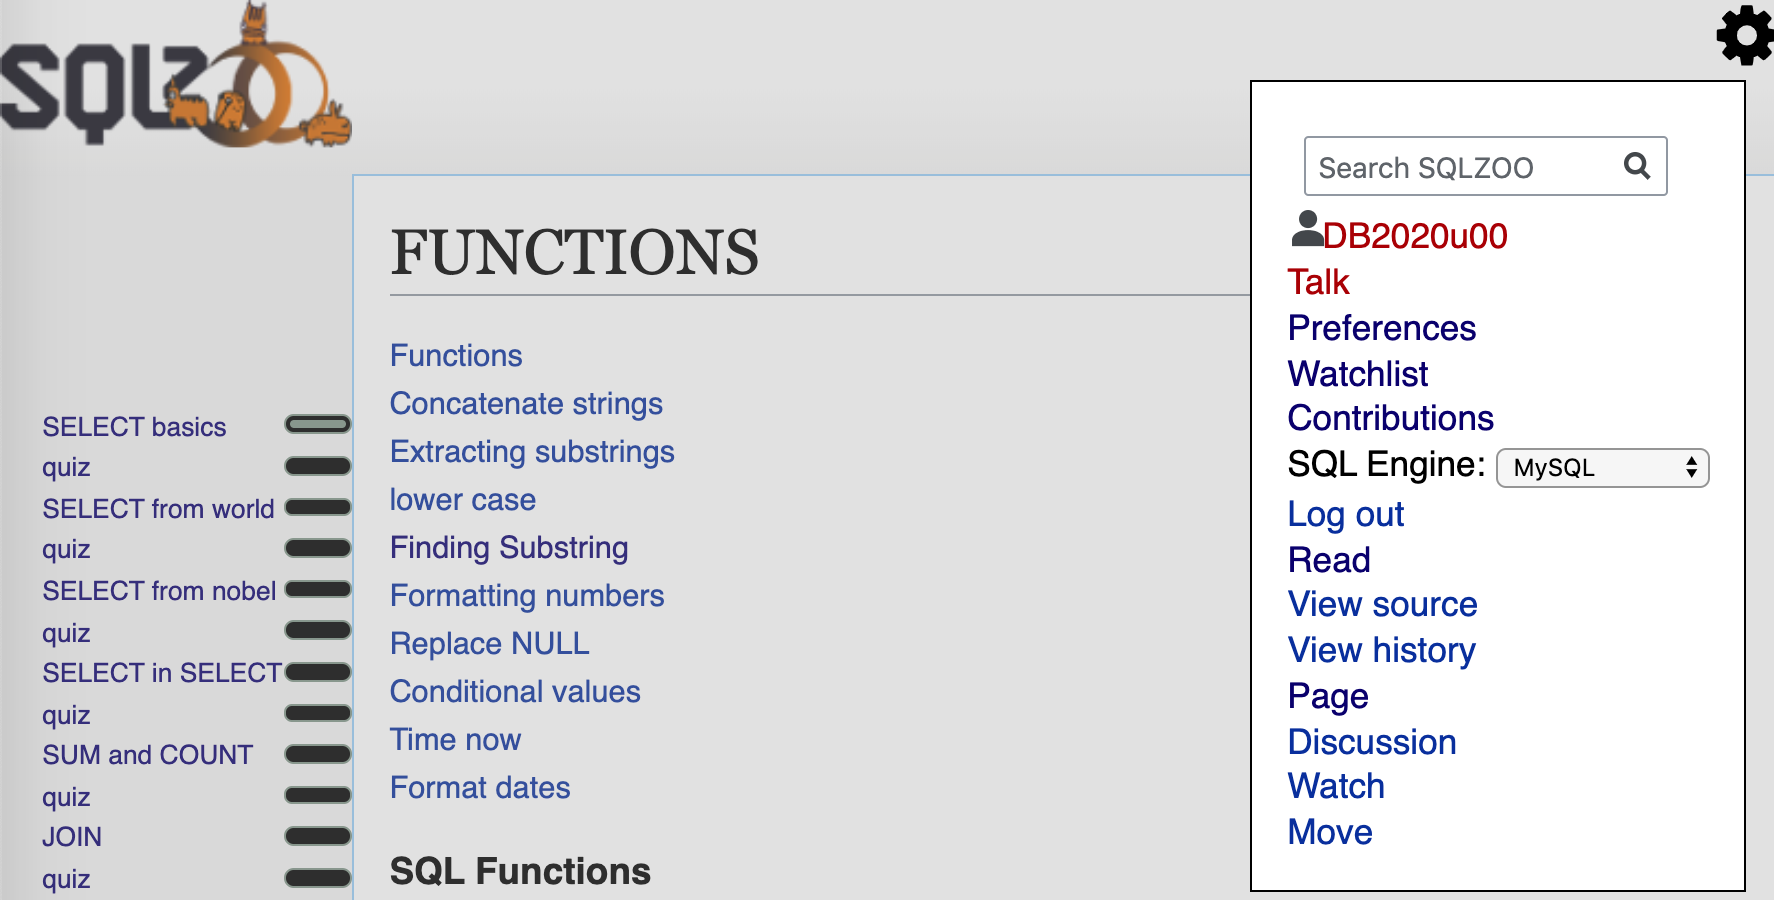 SQLZOO
Search SQLZOO
DB2020u00
Talk
Preferences
Watchlist
Contributions
SQL Engine: MySQL
Log out
Read
View source
View history
Page
Discussion
Watch
Move
SELECT basics
quiz
SELECT from world
quiz
SELECT from nobel
quiz
SELECT in SELECT
quiz
SUM and COUNT
quiz
JOIN
quiz
FUNCTIONS
Functions
Concatenate strings
Extracting substrings
lower case
Finding Substring
Formatting numbers
Replace NULL
Conditional values
Time now
Format dates
SQL Functions